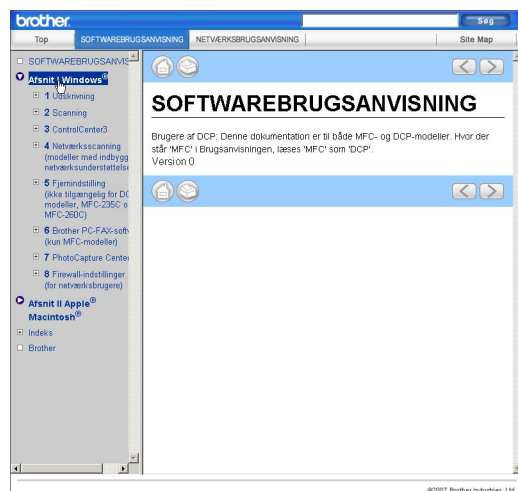 brother.
Søg
Top
SOFTWAREBRUGSANVISNING
NETVÆRKSBRUGSANVISNING
Site Map
SOFTWAREBRUGSANVIS
Afsnit I Windows®
1 Udskrivning
2 Scanning
3 ControlCenter3
4 Netværksscanning
(modeller med indbygg
netværksunderstøttelse
5 Fjernindstilling
(ikke tilgængelig for DC
modeller, MFC-235C o
MFC-260C)
6 Brother PC-FAX-softw
(kun MFC-modeller)
7 PhotoCapture Center
8 Firewall-indstillinger
(for netværksbrugere)
Afsnit II Apple®
Macintosh®
Indeks
Brother
SOFTWAREBRUGSANVISNING
Brugere af DCP: Denne dokumentation er til både MFC- og DCP-modeller. Hvor der
står 'MFC' i Brugsanvisningen, læses 'MFC' som 'DCP'.
Version 0
©2007 Brother Industries, Ltd.